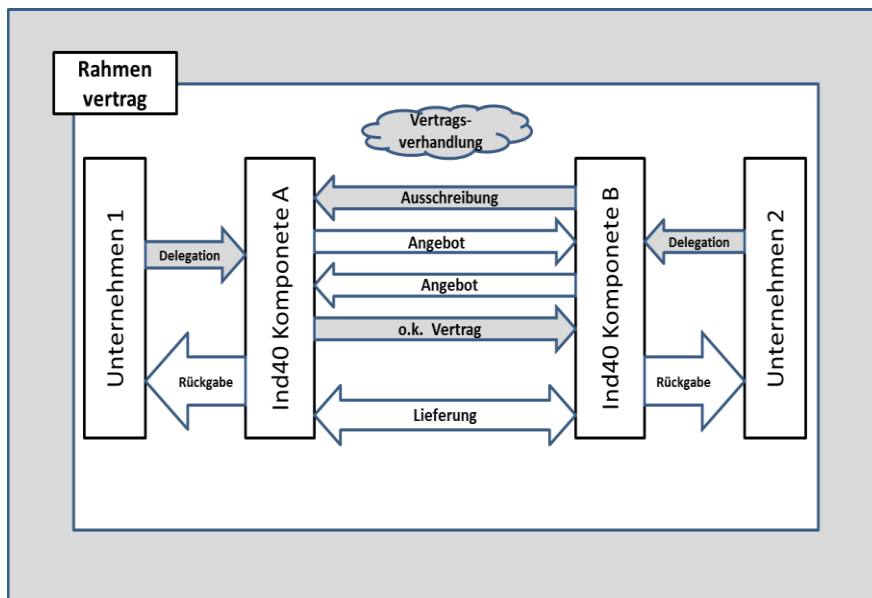 Rahmen
vertrag
Vertrags-
verhandlung
Unternehmen 1
Delegation
Rückgabe
Ind40 Komponete A
Ausschreibung
Angebot
Angebot
o.k. Vertrag
Lieferung
Ind40 Komponete B
Delegation
Rückgabe
Unternehmen 2